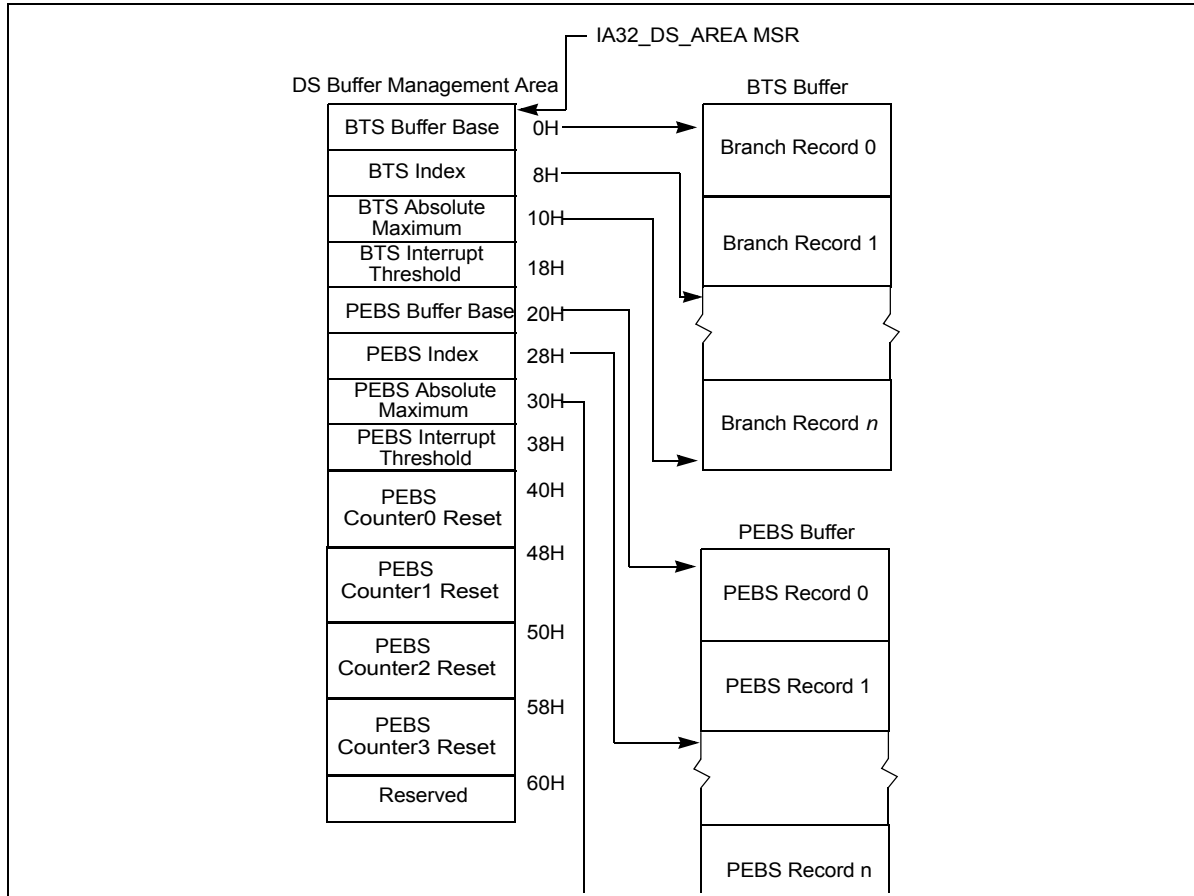 IA32_DS_AREA MSR
DS Buffer Management Area
BTS Buffer Base
0H
BTS Index
8H
BTS Absolute
Maximum
10H
BTS Interrupt
Threshold
18H
PEBS Buffer Base
20H
PEBS Index
28H
PEBS Absolute
Maximum
30H
PEBS Interrupt
Threshold
38H
PEBS
Counter0 Reset
40H
PEBS
Counter1 Reset
48H
PEBS
Counter2 Reset
50H
PEBS
Counter3 Reset
58H
Reserved
60H
BTS Buffer
Branch Record 0
Branch Record 1
Branch Record n
PEBS Buffer
PEBS Record 0
PEBS Record 1
PEBS Record n